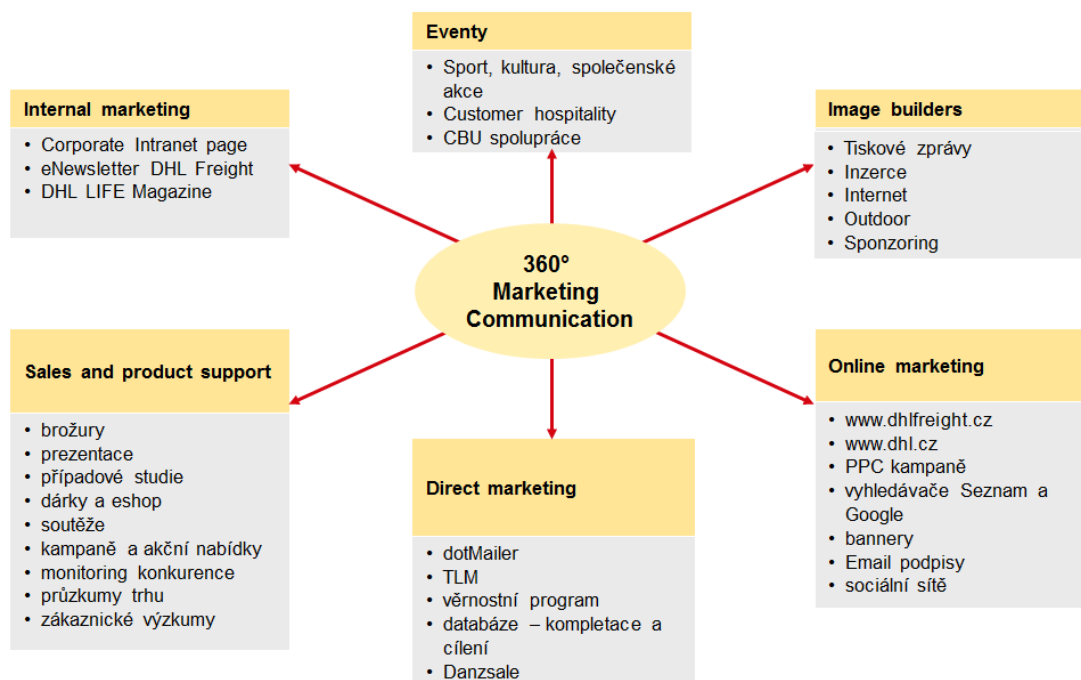 Eventy
• Sport, kultura, společenské
akce
• Customer hospitality
• CBU spolupráce
Internal marketing
• Corporate Intranet page
• eNewsletter DHL Freight
• DHL LIFE Magazine
Image builders
• Tiskové zprávy
• Inzerce
• Internet
• Outdoor
• Sponzoring
360°
Marketing
Communication
Sales and product support
• brožury
• prezentace
• případové studie
• dárky a eshop
• soutěže
• kampaně a akční nabídky
• monitoring konkurence
• průzkumy trhu
• zákaznické výzkumy
Direct marketing
• dotMailer
• TLM
• věrnostní program
• databáze – kompletace a
cílení
• Danzsale
Online marketing
• www.dhlfreight.cz
• www.dhl.cz
• PPC kampaně
• vyhledávače Seznam a
Google
• bannery
• Email podpisy
• sociální sítě